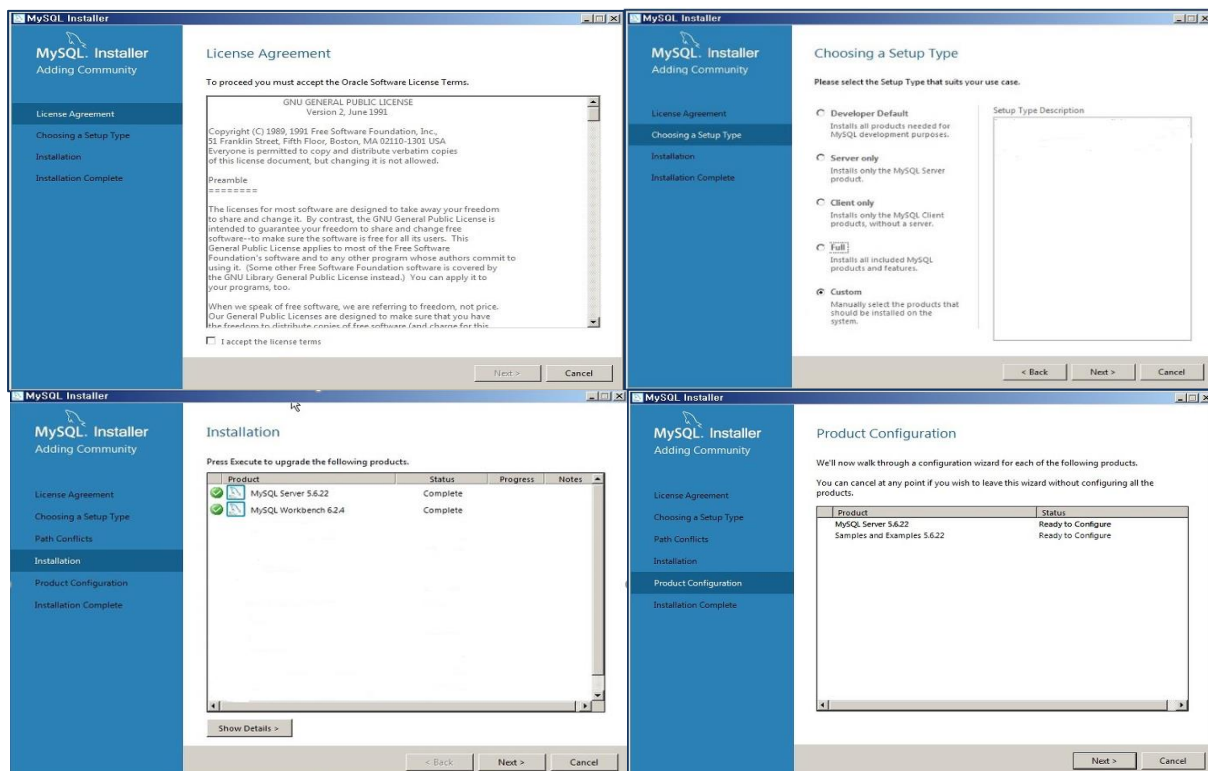 MySQL Installer
MySQL. Installer
Adding Community
License Agreement
Choosing a Setup Type
Installation
Installation Complete
License Agreement
To proceed you must accept the Oracle Software License Terms.
GNU GENERAL PUBLIC LICENSE
Version 2, June 1991
Copyright (C) 1989, 1991 Free Software Foundation, Inc.,
51 Franklin Street, Fifth Floor, Boston, MA 02110-1301 USA
Everyone is permitted to copy and distribute verbatim copies
of this license document, but changing it is not allowed.
Preamble
========
The licenses for most software are designed to take away your freedom
to share and change it. By contrast, the GNU General Public License is
intended to guarantee your freedom to share and change free
software--to make sure the software is free for all its users. This
General Public License applies to most of the Free Software
Foundation's software and to any other program whose authors commit to
using it. (Some other Free Software Foundation software is covered by
the GNU Library General Public License instead.) You can apply it to
your programs, too.
When we speak of free software, we are referring to freedom, not price.
Our General Public Licenses are designed to make sure that you have
the freedom to distribute copies of free software (and charge for this
I accept the license terms
Next >
Cancel
MySQL Installer
MySQL. Installer
Adding Community
License Agreement
Choosing a Setup Type
Installation
Installation Complete
Choosing a Setup Type
Please select the Setup Type that suits your use case.
Developer Default
Installs all products needed for
MySQL development purposes.
Server only
Installs only the MySQL Server
product.
Client only
Installs only the MySQL Client
products, without a server.
Full
Installs all included MySQL
products and features.
Custom
Manually select the products that
should be installed on the
system.
Setup Type Description
< Back
Next >
Cancel
MySQL Installer
MySQL. Installer
Adding Community
License Agreement
Choosing a Setup Type
Path Conflicts
Installation
Product Configuration
Installation Complete
Installation
Press Execute to upgrade the following products.
Product Status Progress Notes
MySQL Server 5.6.22 Complete
MySQL Workbench 6.2.4 Complete
Show Details >
< Back
Next >
Cancel
MySQL Installer
MySQL. Installer
Adding Community
License Agreement
Choosing a Setup Type
Path Conflicts
Installation
Product Configuration
Installation Complete
Product Configuration
We'll now walk through a configuration wizard for each of the following products.
You can cancel at any point if you wish to leave this wizard without configuring all the
products.
Product Status
MySQL Server 5.6.22 Ready to Configure
Samples and Examples 5.6.22 Ready to Configure
Next >
Cancel